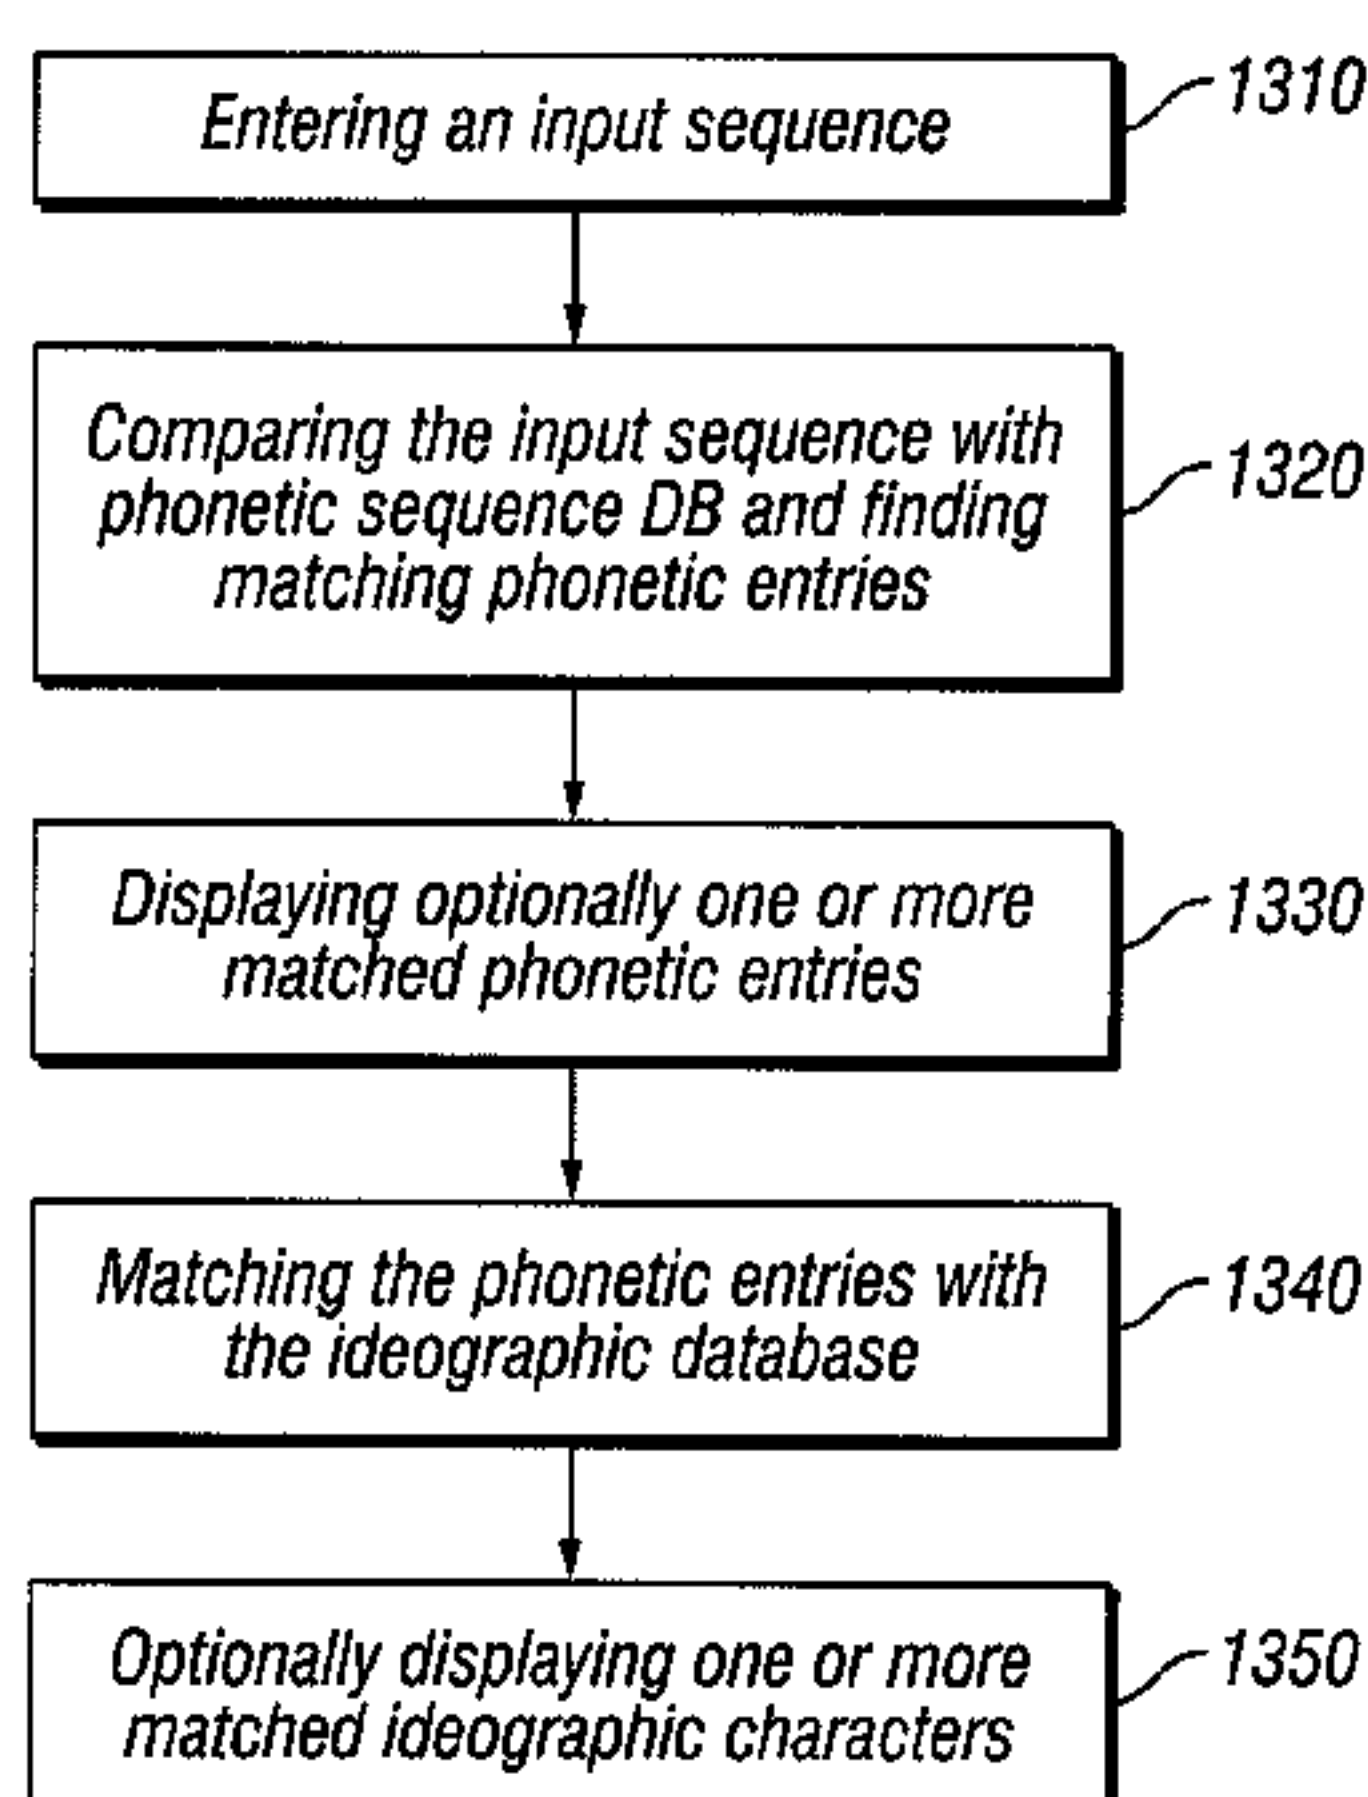 Entering an input sequence
1310
Comparing the input sequence with
phonetic sequence DB and finding
matching phonetic entries
1320
Displaying optionally one or more
matched phonetic entries
1330
Matching the phonetic entries with
the ideographic database
1340
Optionally displaying one or more
matched ideographic characters
1350